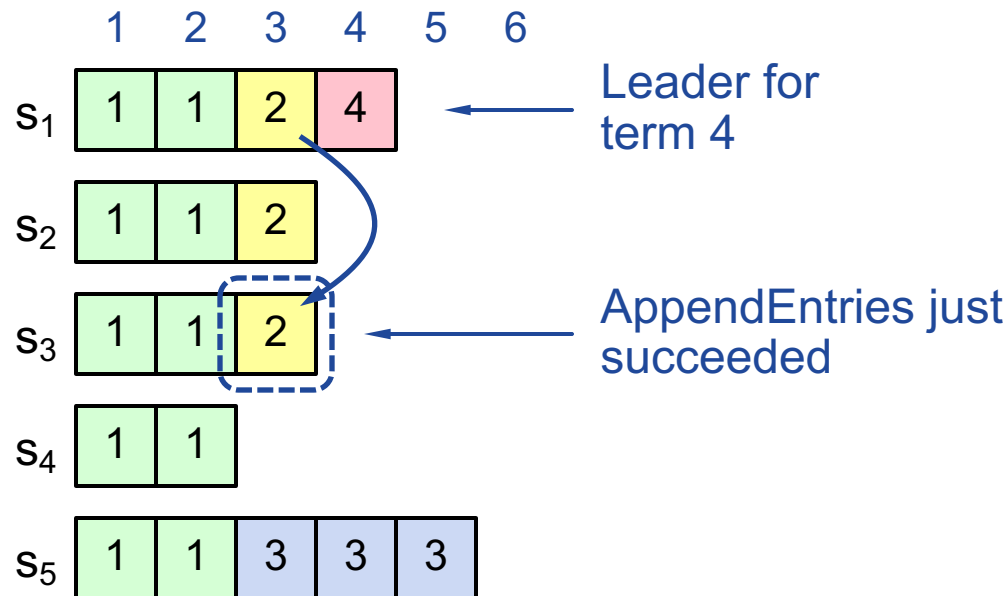 1 2 3 4 5 6
s1 1 1 2 4
Leader for
term 4
s2 1 1 2
s3 1 1 2
AppendEntries just
succeeded
s4 1 1
s5 1 1 3 3 3